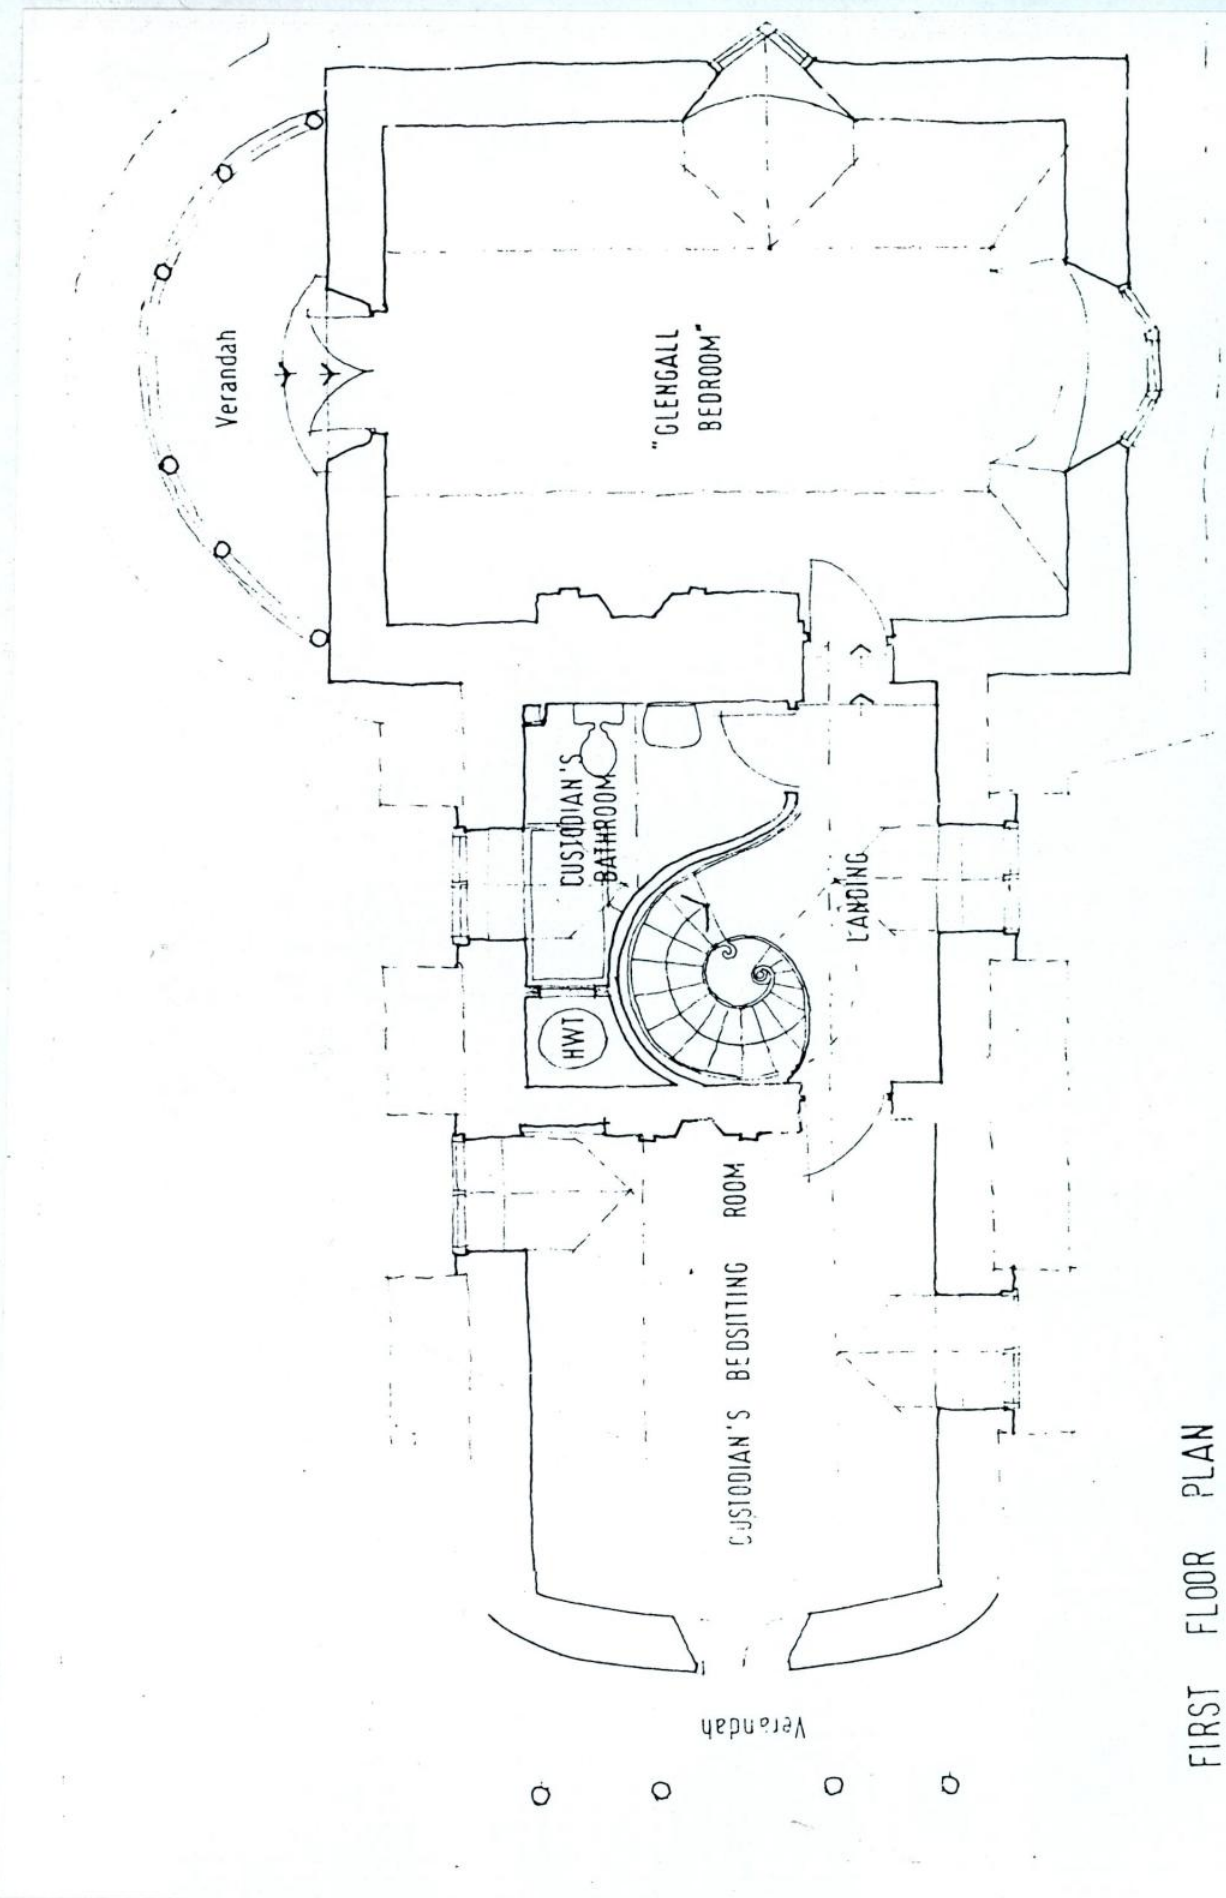 Verandah
"GLENGALL
BEDROOM"
CUSTODIAN'S
BATHROOM
HWT
LANDING
CUSTODIAN'S BEDSITTING ROOM
Verandah
FIRST FLOOR PLAN